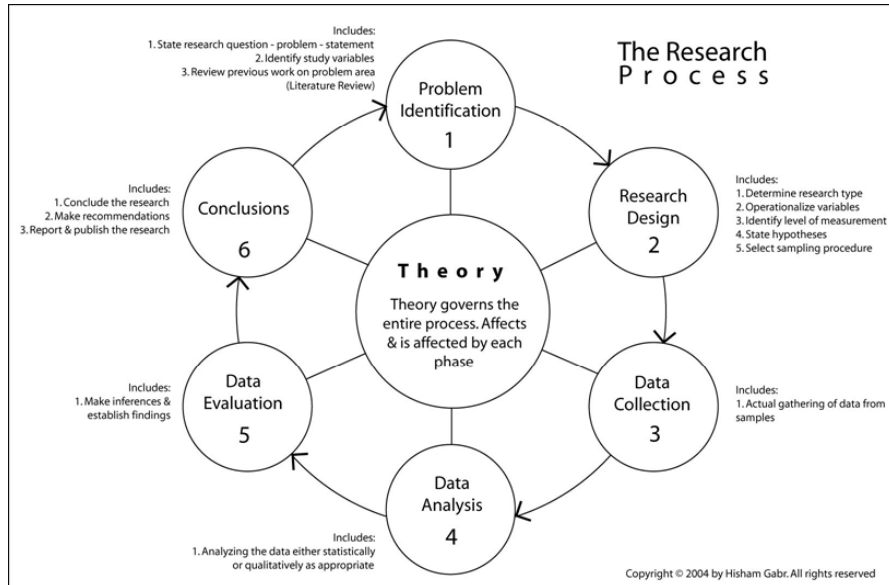 The Research
Process
Includes:
1. State research question - problem - statement
2. Identify study variables
3. Review previous work on problem area
(Literature Review)
Problem
Identification
1
Research
Design
2
Includes:
1. Determine research type
2. Operationalize variables
3. Identify level of measurement
4. State hypotheses
5. Select sampling procedure
Data
Collection
3
Includes:
1. Actual gathering of data from
samples
Data
Analysis
4
Includes:
1. Analyzing the data either statistically
or qualitatively as appropriate
Data
Evaluation
5
Includes:
1. Make inferences &
establish findings
Conclusions
6
Includes:
1. Conclude the research
2. Make recommendations
3. Report & publish the research
Theory
Theory governs the
entire process. Affects
& is affected by each
phase
Copyright © 2004 by Hisham Gabr. All rights reserved